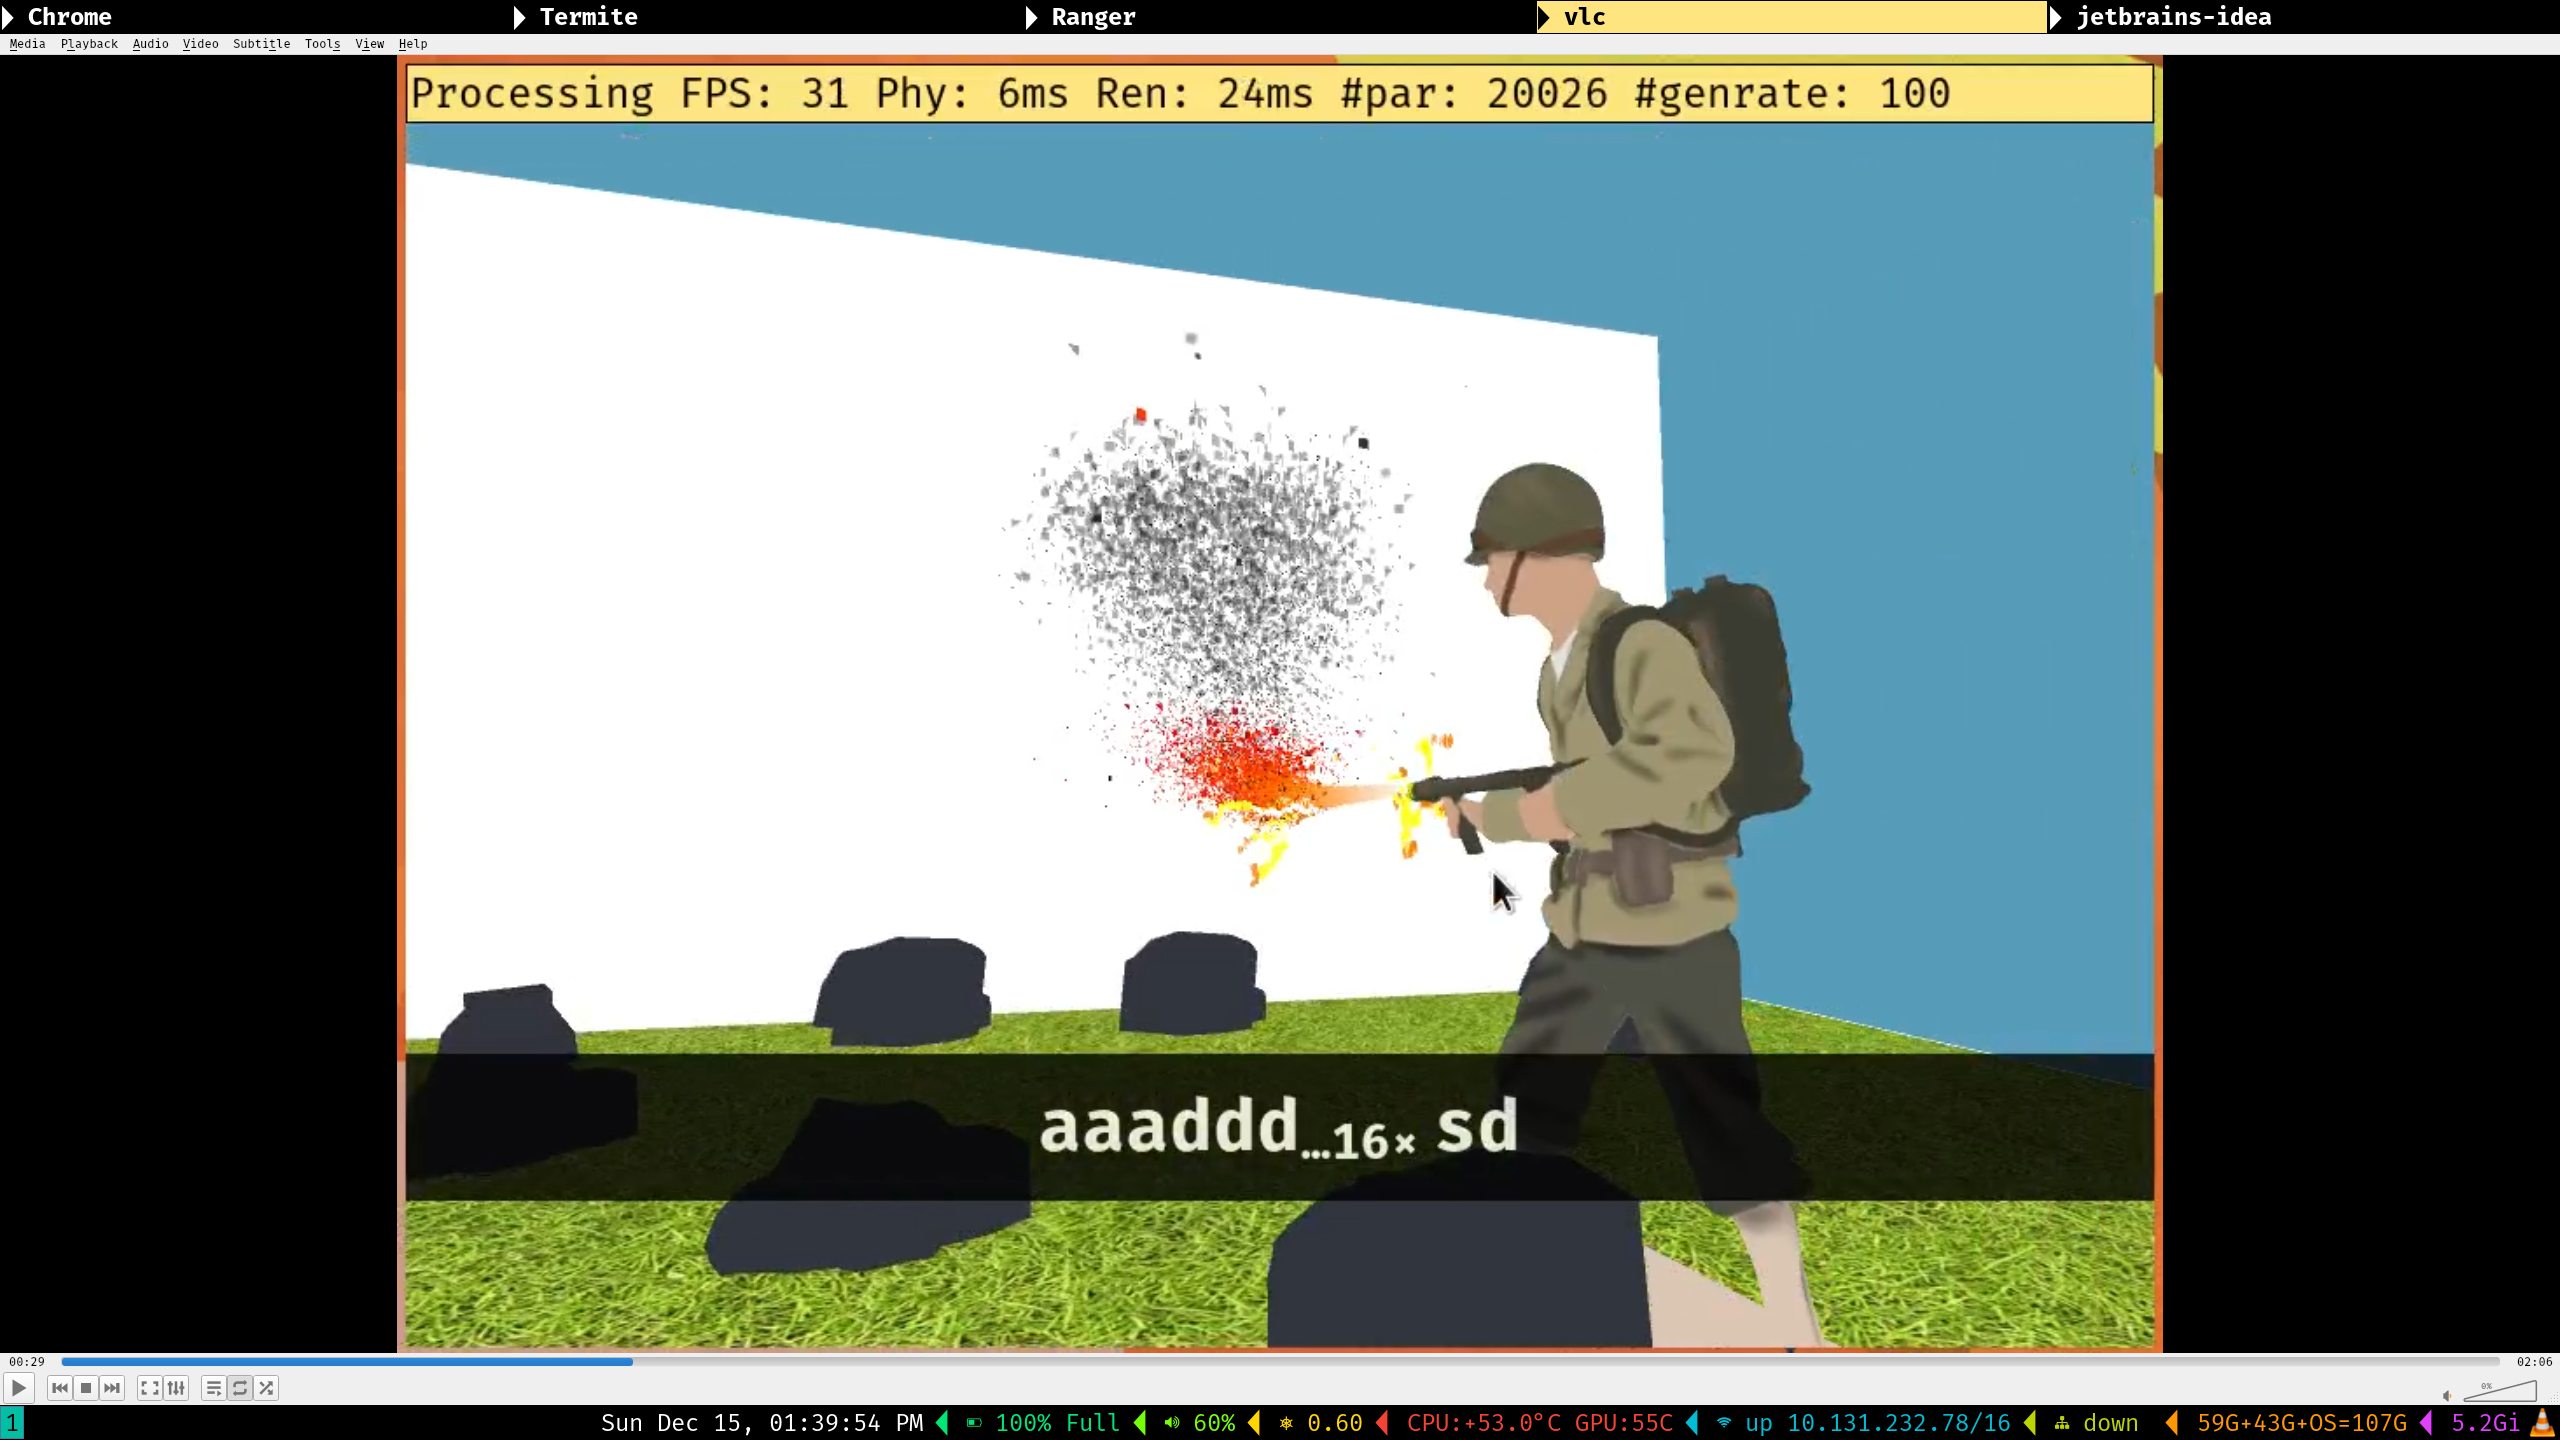 Chrome Termite Ranger vlc jetbrains-idea
Media Playback Audio Video Subtitle Tools View Help
Processing FPS: 31 Phy: 6ms Ren: 24ms #par: 20026 #genrate: 100
aaaddd…16× sd
00:29 02:06
0%
1 Sun Dec 15, 01:39:54 PM 100% Full 60% 0.60 CPU:+53.0°C GPU:55C up 10.131.232.78/16 down 59G+43G+OS=107G 5.2Gi